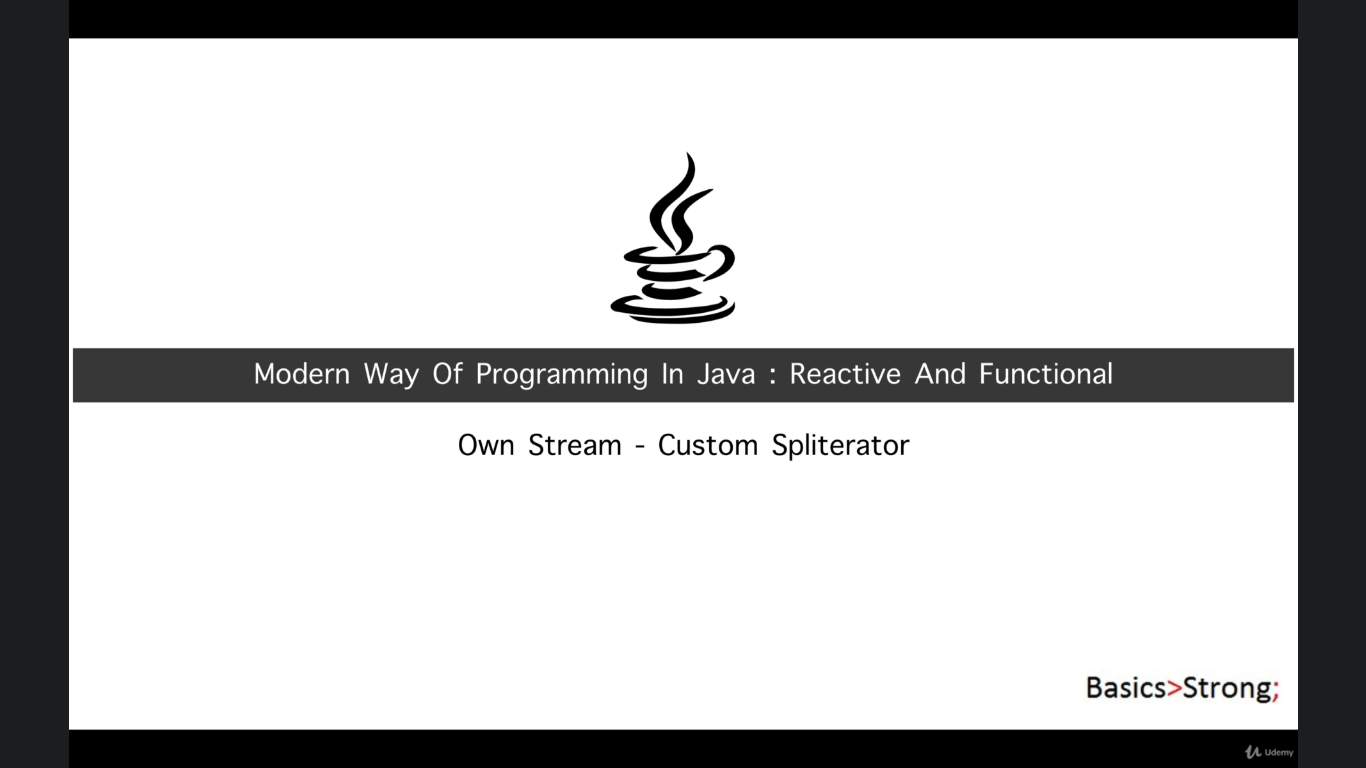 Modern Way Of Programming In Java : Reactive And Functional
Own Stream - Custom Spliterator
Basics>Strong;
Udemy